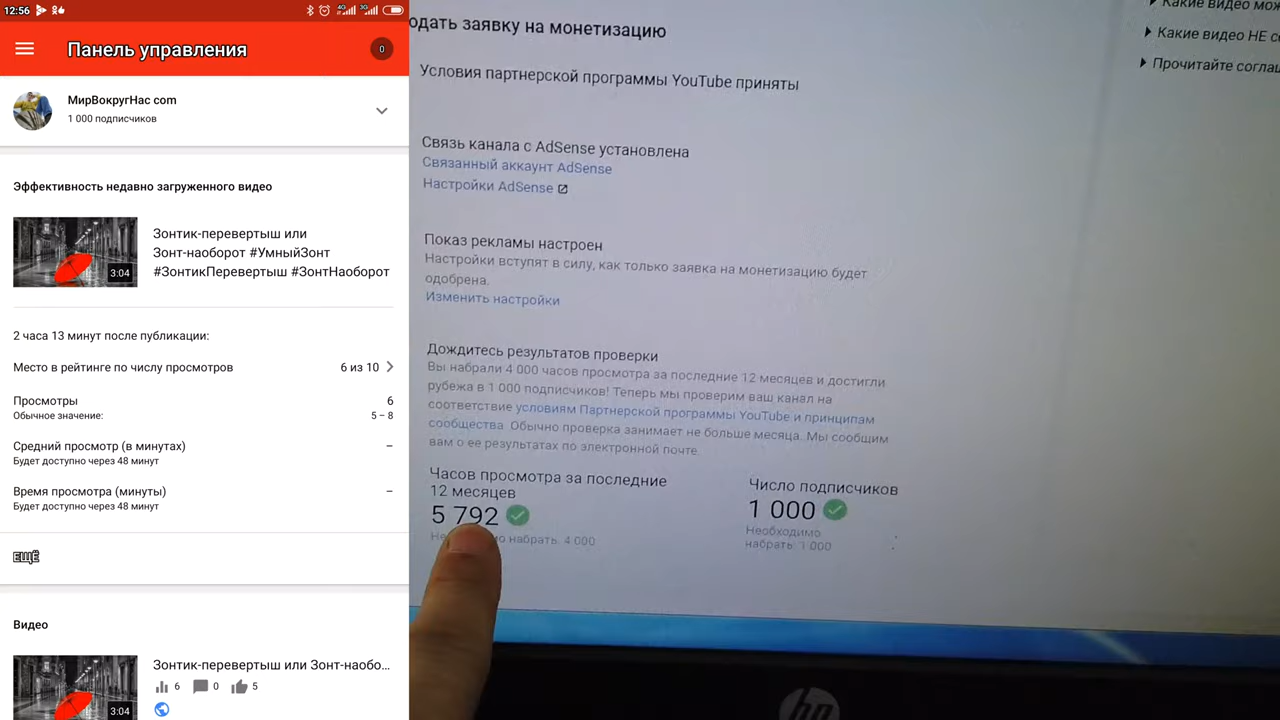 12:56
4G
3G
Панель управления
0
МирВокругНас com
1 000 подписчиков
Эффективность недавно загруженного видео
Зонтик-перевертыш или
Зонт-наоборот #УмныйЗонт
#ЗонтикПеревертыш #ЗонтНаоборот
3:04
2 часа 13 минут после публикации:
Место в рейтинге по числу просмотров
6 из 10
Просмотры
6
Обычное значение:
5 – 8
Средний просмотр (в минутах)
–
Будет доступно через 48 минут
Время просмотра (минуты)
–
Будет доступно через 48 минут
ЕЩЁ
Видео
Зонтик-перевертыш или Зонт-наобо...
6
0
5
3:04
одать заявку на монетизацию
Условия партнерской программы YouTube приняты
Связь канала с AdSense установлена
Связанный аккаунт AdSense
Настройки AdSense
Показ рекламы настроен
Настройки вступят в силу, как только заявка на монетизацию будет
одобрена.
Изменить настройки
Дождитесь результатов проверки
Вы набрали 4 000 часов просмотра за последние 12 месяцев и достигли
рубежа в 1 000 подписчиков! Теперь мы проверим ваш канал на
соответствие условиям Партнерской программы YouTube и принципам
сообщества. Обычно проверка занимает не больше месяца. Мы сообщим
вам о ее результатах по электронной почте.
Часов просмотра за последние
12 месяцев
5 792
набрать: 4 000
Число подписчиков
1 000
Необходимо
набрать: 1 000
Какие видео мож
Какие видео НЕ со
Прочитайте соглаш
hp